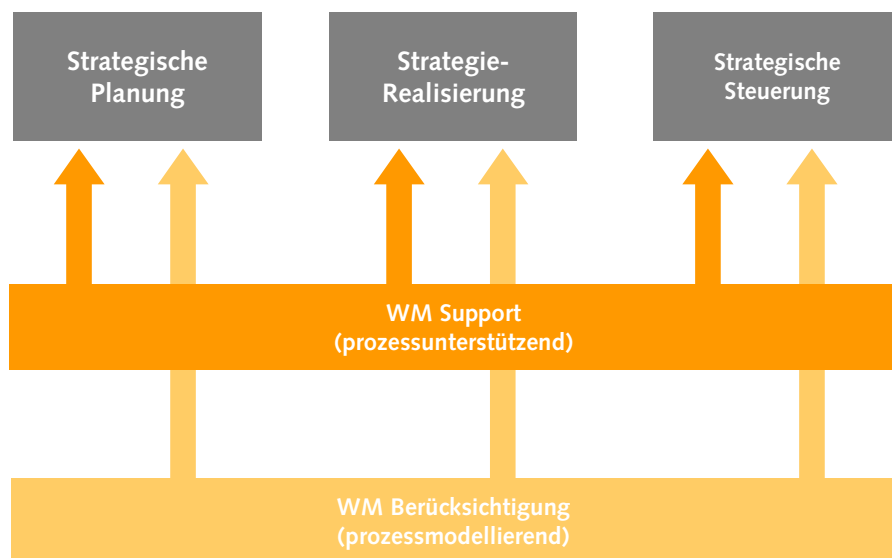 Strategische
Planung
Strategie-
Realisierung
Strategische
Steuerung
WM Support
(prozessunterstützend)
WM Berücksichtigung
(prozessmodellierend)